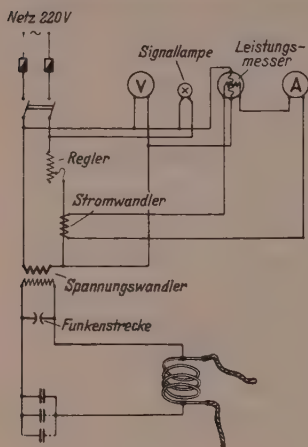 Netz 220V
~
Signallampe
Leistungs-
messer
V
A
Regler
Stromwandler
Spannungswandler
Funkenstrecke